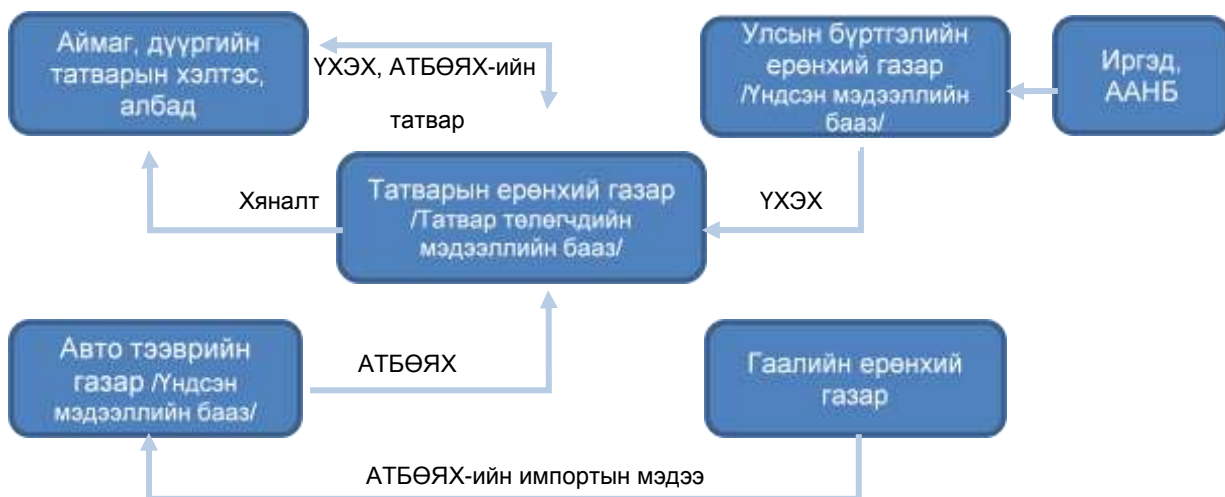 Аймаг, дүүргийн
татварын хэлтэс,
албад
ҮХЭХ, АТБӨЯХ-ийн
татвар
Улсын бүртгэлийн
ерөнхий газар
/Үндсэн мэдээллийн
бааз/
Иргэд,
ААНБ
Хяналт
Татварын ерөнхий газар
/Татвар төлөгчдийн
мэдээллийн бааз/
ҮХЭХ
Авто тээврийн
газар /Үндсэн
мэдээллийн бааз/
АТБӨЯХ
Гаалийн ерөнхий
газар
АТБӨЯХ-ийн импортын мэдээ